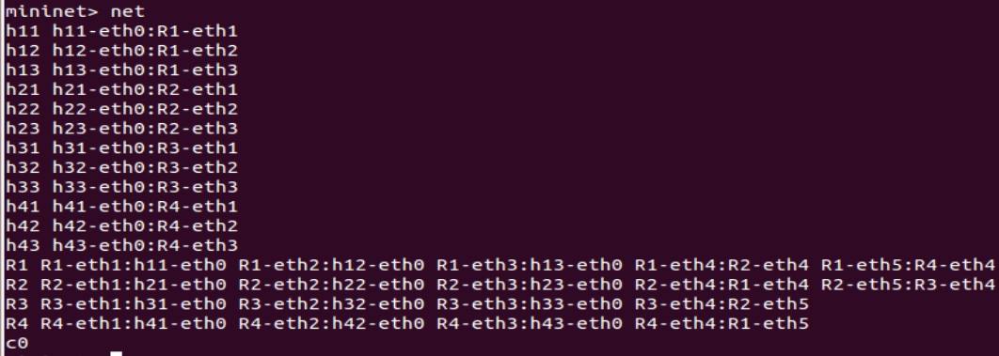 mininet> net
h11 h11-eth0:R1-eth1
h12 h12-eth0:R1-eth2
h13 h13-eth0:R1-eth3
h21 h21-eth0:R2-eth1
h22 h22-eth0:R2-eth2
h23 h23-eth0:R2-eth3
h31 h31-eth0:R3-eth1
h32 h32-eth0:R3-eth2
h33 h33-eth0:R3-eth3
h41 h41-eth0:R4-eth1
h42 h42-eth0:R4-eth2
h43 h43-eth0:R4-eth3
R1 R1-eth1:h11-eth0 R1-eth2:h12-eth0 R1-eth3:h13-eth0 R1-eth4:R2-eth4 R1-eth5:R4-eth4
R2 R2-eth1:h21-eth0 R2-eth2:h22-eth0 R2-eth3:h23-eth0 R2-eth4:R1-eth4 R2-eth5:R3-eth4
R3 R3-eth1:h31-eth0 R3-eth2:h32-eth0 R3-eth3:h33-eth0 R3-eth4:R2-eth5
R4 R4-eth1:h41-eth0 R4-eth2:h42-eth0 R4-eth3:h43-eth0 R4-eth4:R1-eth5
c0